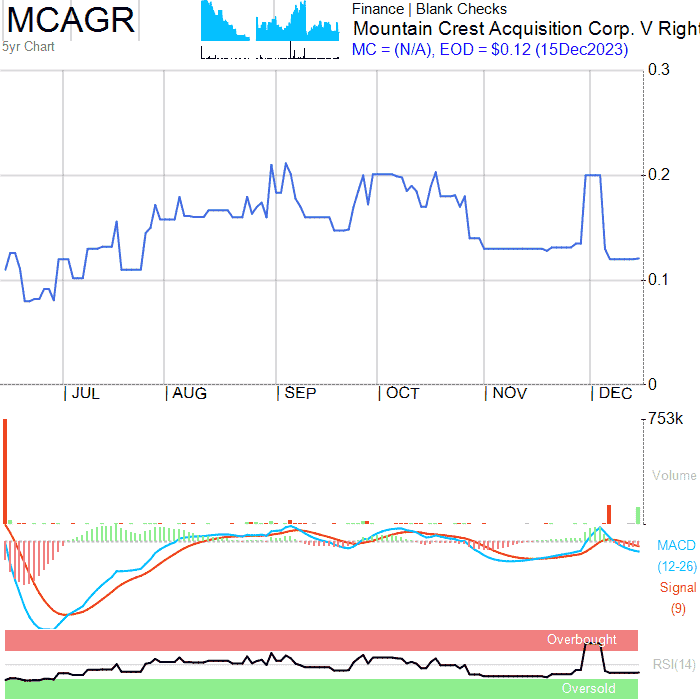 MCAGR
5yr Chart
Finance | Blank Checks
Mountain Crest Acquisition Corp. V Right
MC = (N/A), EOD = $0.12 (15Dec2023)
0.3
0.2
0.1
0
| JUL | AUG | SEP | OCT | NOV | DEC
753k
Volume
MACD
(12-26)
Signal
(9)
Overbought
RSI(14)
Oversold